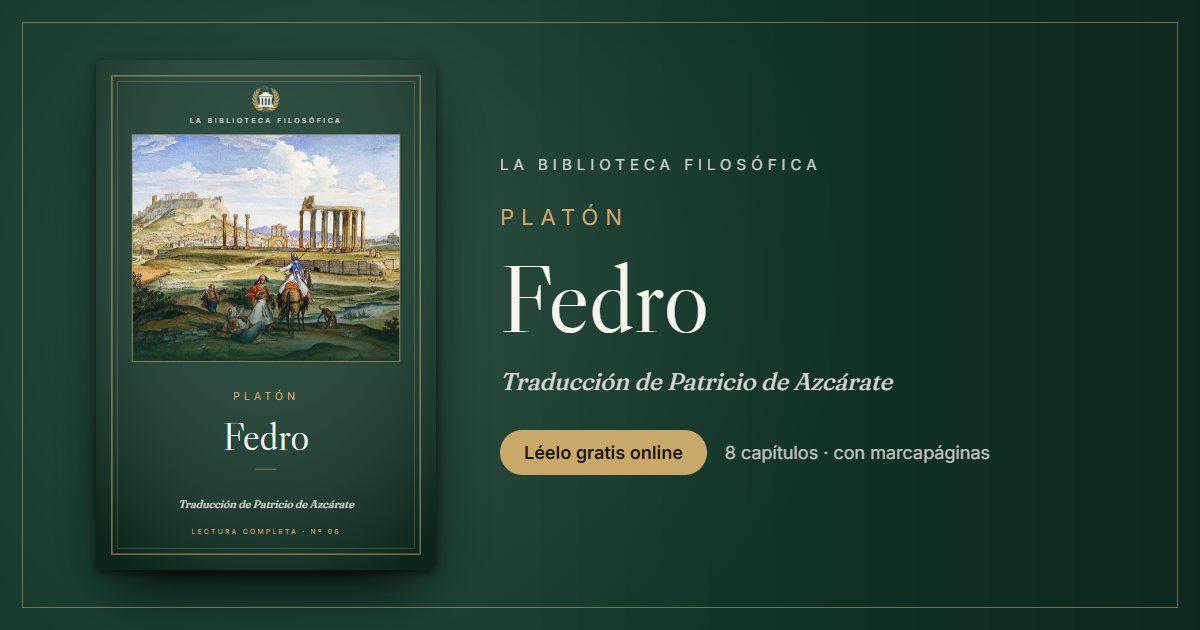 LA BIBLIOTECA FILOSÓFICA
PLATÓN
Fedro
Traducción de Patricio de Azcárate
LECTURA COMPLETA · Nº 06
LA BIBLIOTECA FILOSÓFICA
PLATÓN
Fedro
Traducción de Patricio de Azcárate
Léelo gratis online
8 capítulos · con marcapáginas